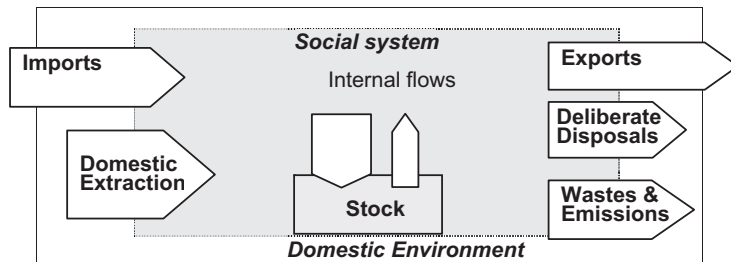 Social system
Imports
Exports
Internal flows
Deliberate
Disposals
Domestic
Extraction
Stock
Wastes &
Emissions
Domestic Environment